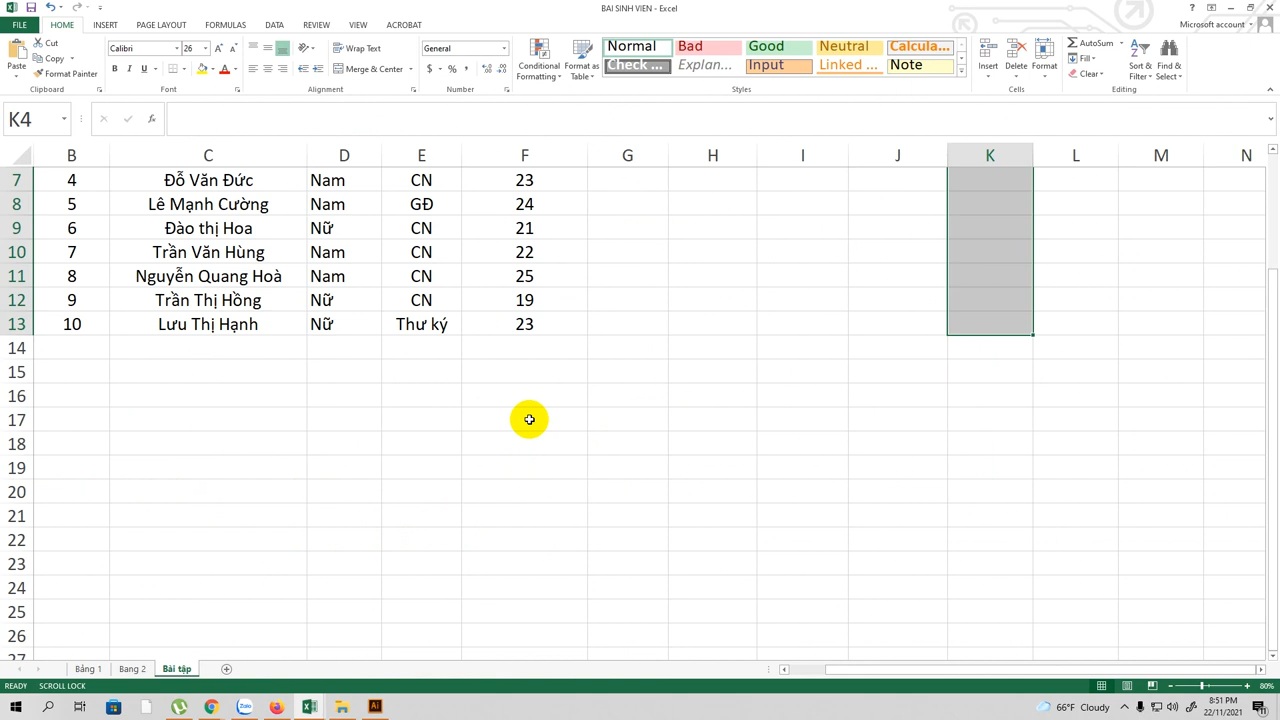 BAI SINH VIEN - Excel
FILE HOME INSERT PAGE LAYOUT FORMULAS DATA REVIEW VIEW ACROBAT Microsoft account
Cut
Copy
Format Painter
Paste
Calibri 26
Wrap Text
Merge & Center
General
Conditional Formatting
Format as Table
Normal Bad Good Neutral Calcula...
Check ... Explan... Input Linked ... Note
Insert Delete Format
AutoSum
Fill
Clear
Sort & Filter
Find & Select
Clipboard Font Alignment Number Styles Cells Editing
K4
B C D E F G H I J K L M N
7 4 Đỗ Văn Đức Nam CN 23
8 5 Lê Mạnh Cường Nam GĐ 24
9 6 Đào thị Hoa Nữ CN 21
10 7 Trần Văn Hùng Nam CN 22
11 8 Nguyễn Quang Hoà Nam CN 25
12 9 Trần Thị Hồng Nữ CN 19
13 10 Lưu Thị Hạnh Nữ Thư ký 23
14
15
16
17
18
19
20
21
22
23
24
25
26
27
Bảng 1 Bang 2 Bài tập
READY SCROLL LOCK 80%
66°F Cloudy
8:51 PM
22/11/2021